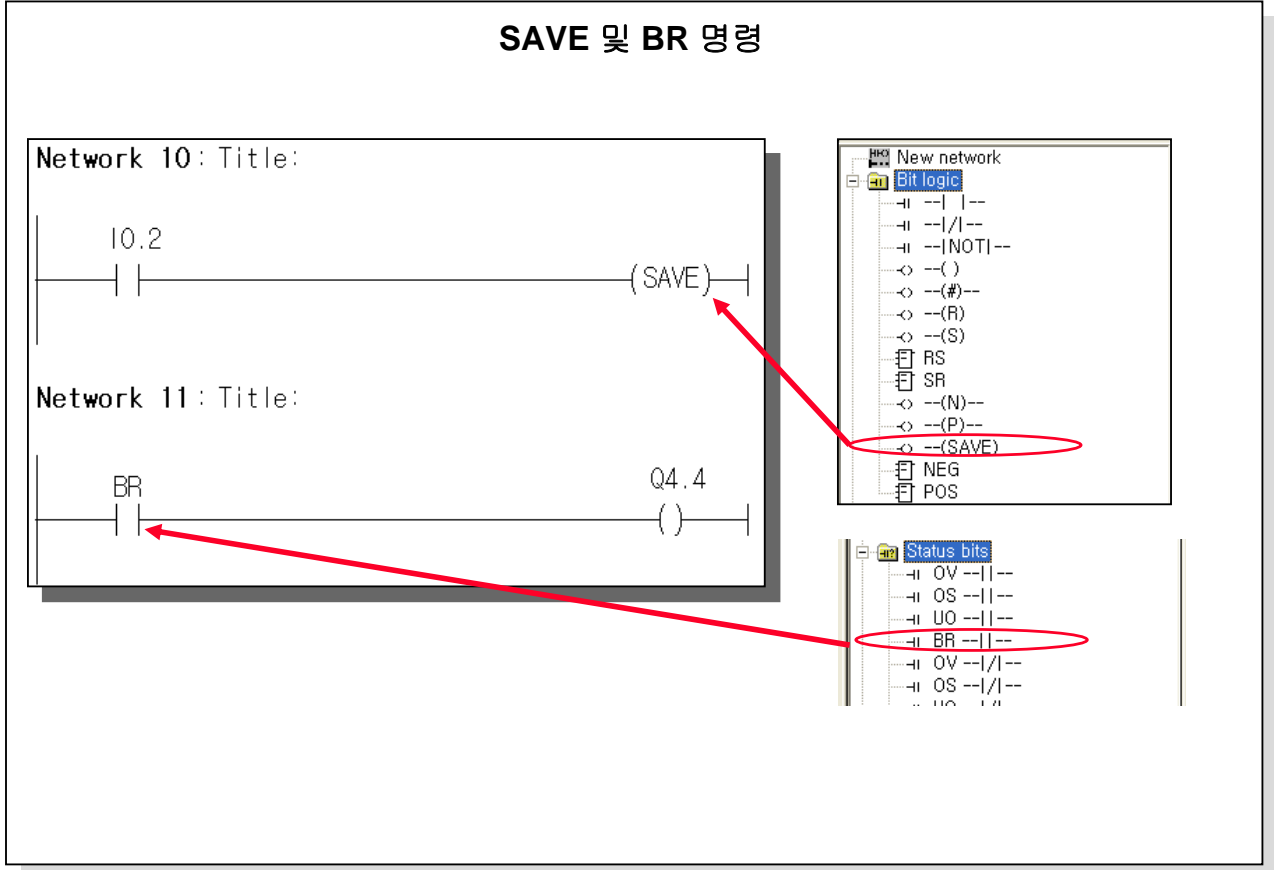 SAVE 및 BR 명령
Network 10 : Title:
I0.2
(SAVE)
Network 11 : Title:
BR
Q4.4
( )
New network
Bit logic
--| |--
--|/|--
--|NOT|--
--( )
--(#)--
--(R)
--(S)
RS
SR
--(N)--
--(P)--
--(SAVE)
NEG
POS
Status bits
OV --||--
OS --||--
UO --||--
BR --||--
OV --|/|--
OS --|/|--
UO --|/|--